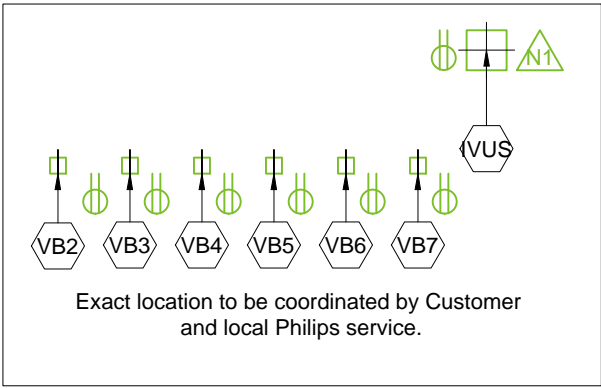 N1
IVUS
VB2 VB3 VB4 VB5 VB6 VB7
Exact location to be coordinated by Customer
and local Philips service.